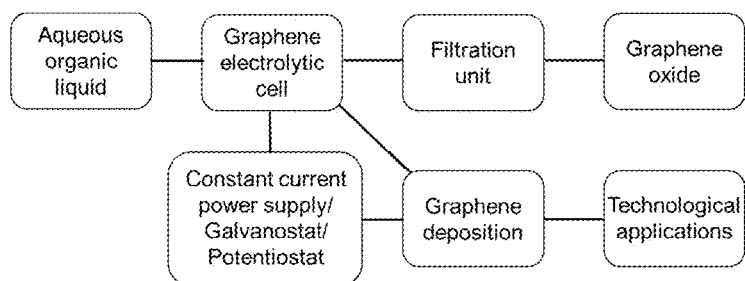 Aqueous
organic
liquid
Graphene
electrolytic
cell
Filtration
unit
Graphene
oxide
Constant current
power supply/
Galvanostat/
Potentiostat
Graphene
deposition
Technological
applications